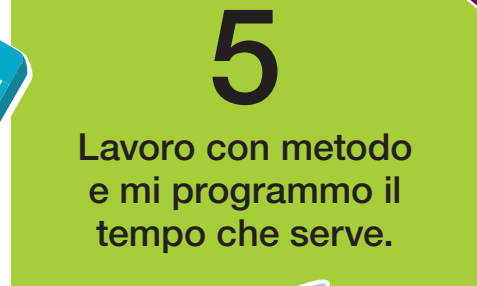 5
Lavoro con metodo
e mi programmo il
tempo che serve.